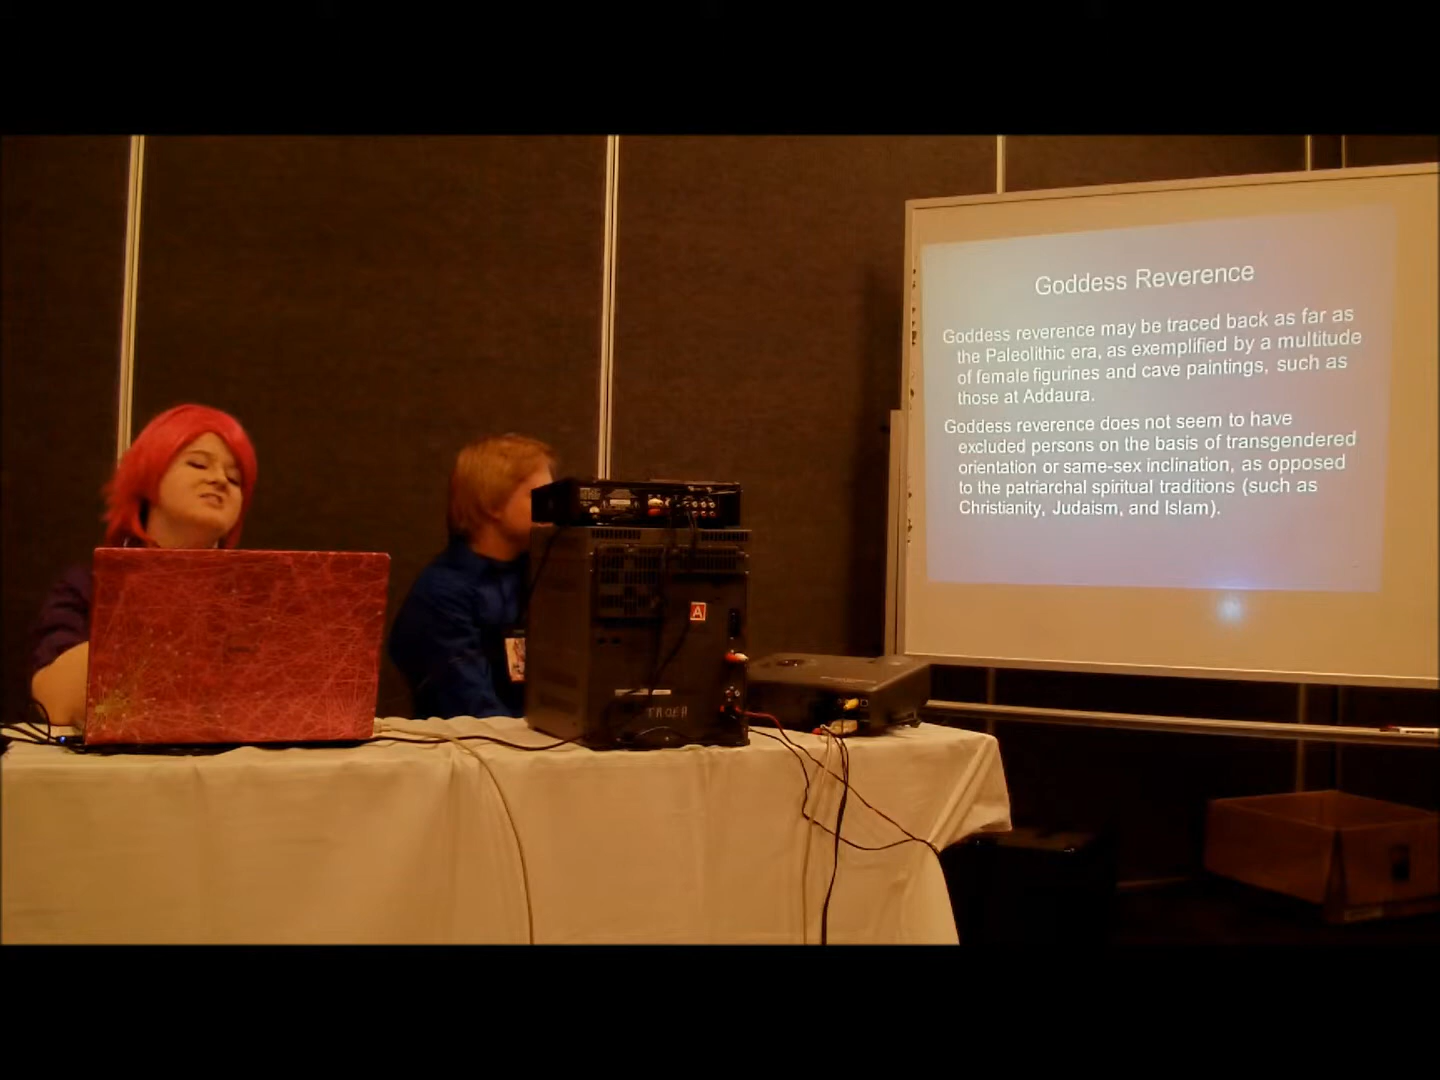 Goddess Reverence
Goddess reverence may be traced back as far as
the Paleolithic era, as exemplified by a multitude
of female figurines and cave paintings, such as
those at Addaura.
Goddess reverence does not seem to have
excluded persons on the basis of transgendered
orientation or same-sex inclination, as opposed
to the patriarchal spiritual traditions (such as
Christianity, Judaism, and Islam).
A